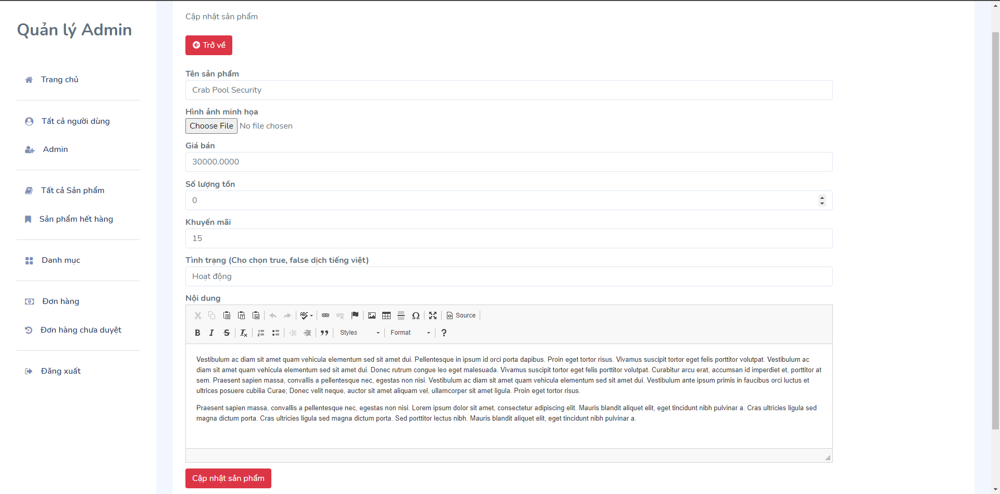 Quản lý Admin
Trang chủ
Tất cả người dùng
Admin
Tất cả Sản phẩm
Sản phẩm hết hàng
Danh mục
Đơn hàng
Đơn hàng chưa duyệt
Đăng xuất
Cập nhật sản phẩm
Trở về
Tên sản phẩm
Crab Pool Security
Hình ảnh minh họa
Choose File No file chosen
Giá bán
30000.0000
Số lượng tồn
0
Khuyến mãi
15
Tình trạng (Cho chọn true, false dịch tiếng việt)
Hoạt động
Nội dung
Source
Styles Format
Vestibulum ac diam sit amet quam vehicula elementum sed sit amet dui. Pellentesque in ipsum id orci porta dapibus. Proin eget tortor risus. Vivamus suscipit tortor eget felis porttitor volutpat. Vestibulum ac
diam sit amet quam vehicula elementum sed sit amet dui. Donec rutrum congue leo eget malesuada. Vivamus suscipit tortor eget felis porttitor volutpat. Curabitur arcu erat, accumsan id imperdiet et, porttitor at
sem. Praesent sapien massa, convallis a pellentesque nec, egestas non nisi. Vestibulum ac diam sit amet quam vehicula elementum sed sit amet dui. Vestibulum ante ipsum primis in faucibus orci luctus et
ultrices posuere cubilia Curae; Donec velit neque, auctor sit amet aliquam vel, ullamcorper sit amet ligula. Proin eget tortor risus.
Praesent sapien massa, convallis a pellentesque nec, egestas non nisi. Lorem ipsum dolor sit amet, consectetur adipiscing elit. Mauris blandit aliquet elit, eget tincidunt nibh pulvinar a. Cras ultricies ligula sed
magna dictum porta. Cras ultricies ligula sed magna dictum porta. Sed porttitor lectus nibh. Mauris blandit aliquet elit, eget tincidunt nibh pulvinar a.
Cập nhật sản phẩm